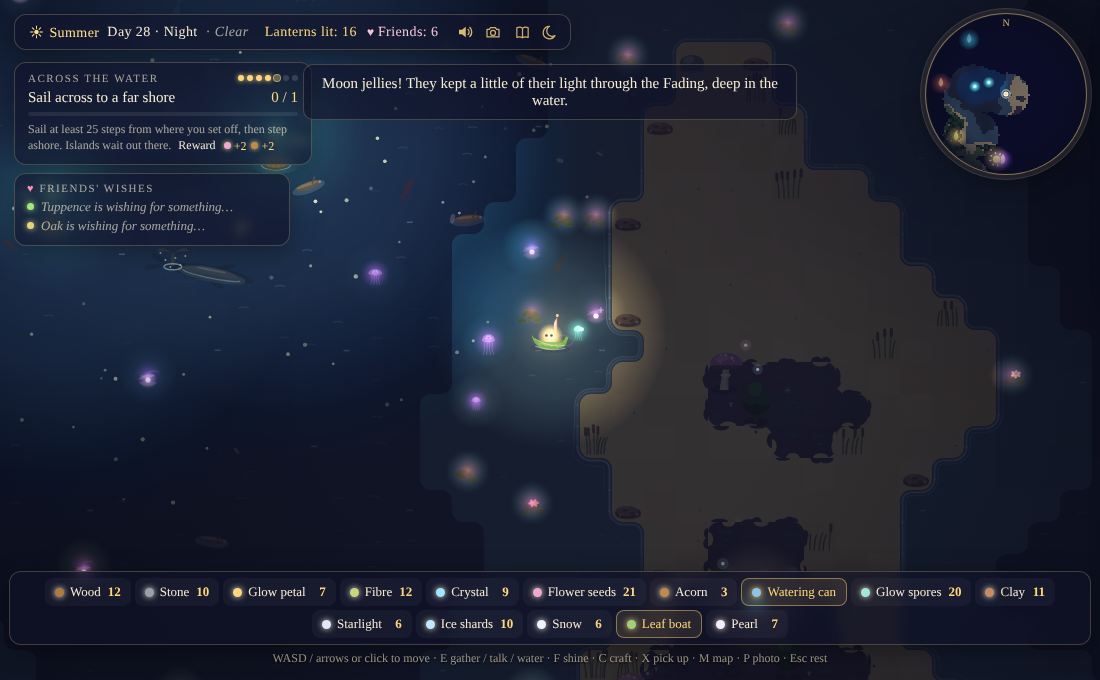 Summer Day 28 · Night · Clear Lanterns lit: 16 ♥ Friends: 6
ACROSS THE WATER
Sail across to a far shore 0 / 1
Sail at least 25 steps from where you set off, then step
ashore. Islands wait out there. Reward +2 +2
♥ FRIENDS' WISHES
Tuppence is wishing for something…
Oak is wishing for something…
Moon jellies! They kept a little of their light through the Fading, deep in the
water.
N
Wood 12 Stone 10 Glow petal 7 Fibre 12 Crystal 9 Flower seeds 21 Acorn 3 Watering can Glow spores 20 Clay 11
Starlight 6 Ice shards 10 Snow 6 Leaf boat Pearl 7
WASD / arrows or click to move · E gather / talk / water · F shine · C craft · X pick up · M map · P photo · Esc rest